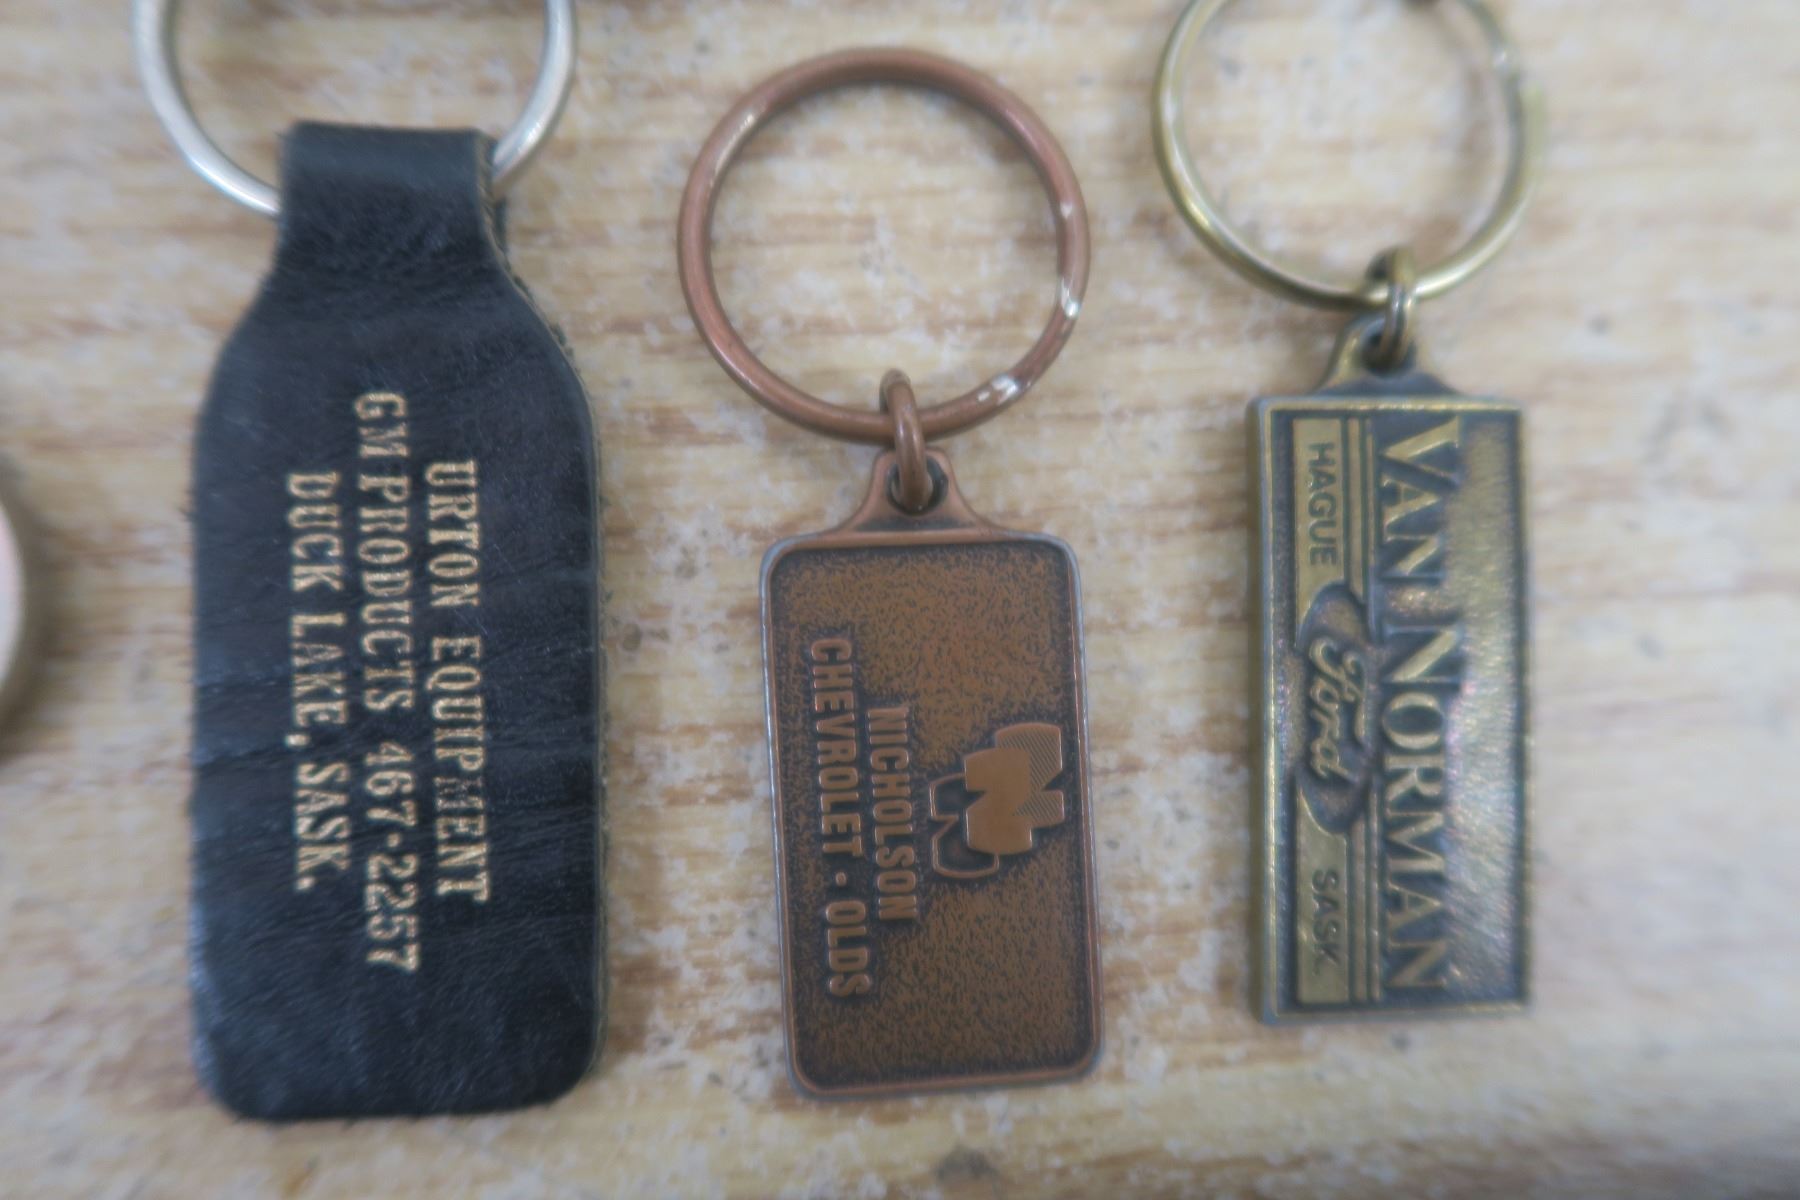 URTON EQUIPMENT
GM PRODUCTS 467-2257
DUCK LAKE, SASK.
N
NICHOLSON
CHEVROLET • OLDS
VAN NORMAN
HAGUE Ford SASK.